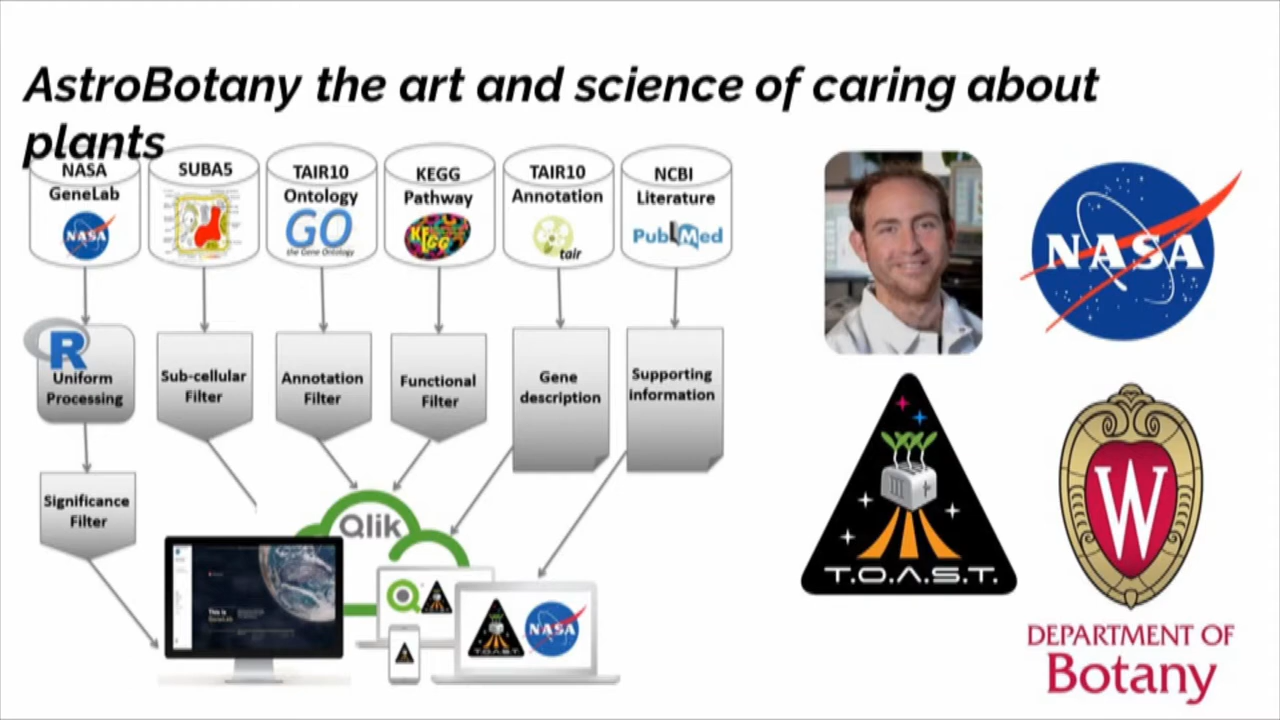 AstroBotany the art and science of caring about
plants
NASA
GeneLab
NASA
SUBA5
TAIR10
Ontology
GO
the Gene Ontology
KEGG
Pathway
KEGG
TAIR10
Annotation
tair
NCBI
Literature
PubMed
R
Uniform
Processing
Sub-cellular
Filter
Annotation
Filter
Functional
Filter
Gene
description
Supporting
information
Significance
Filter
Qlik
This is
T.O.A.S.T.
NASA
NASA
T.O.A.S.T.
W
DEPARTMENT OF
Botany